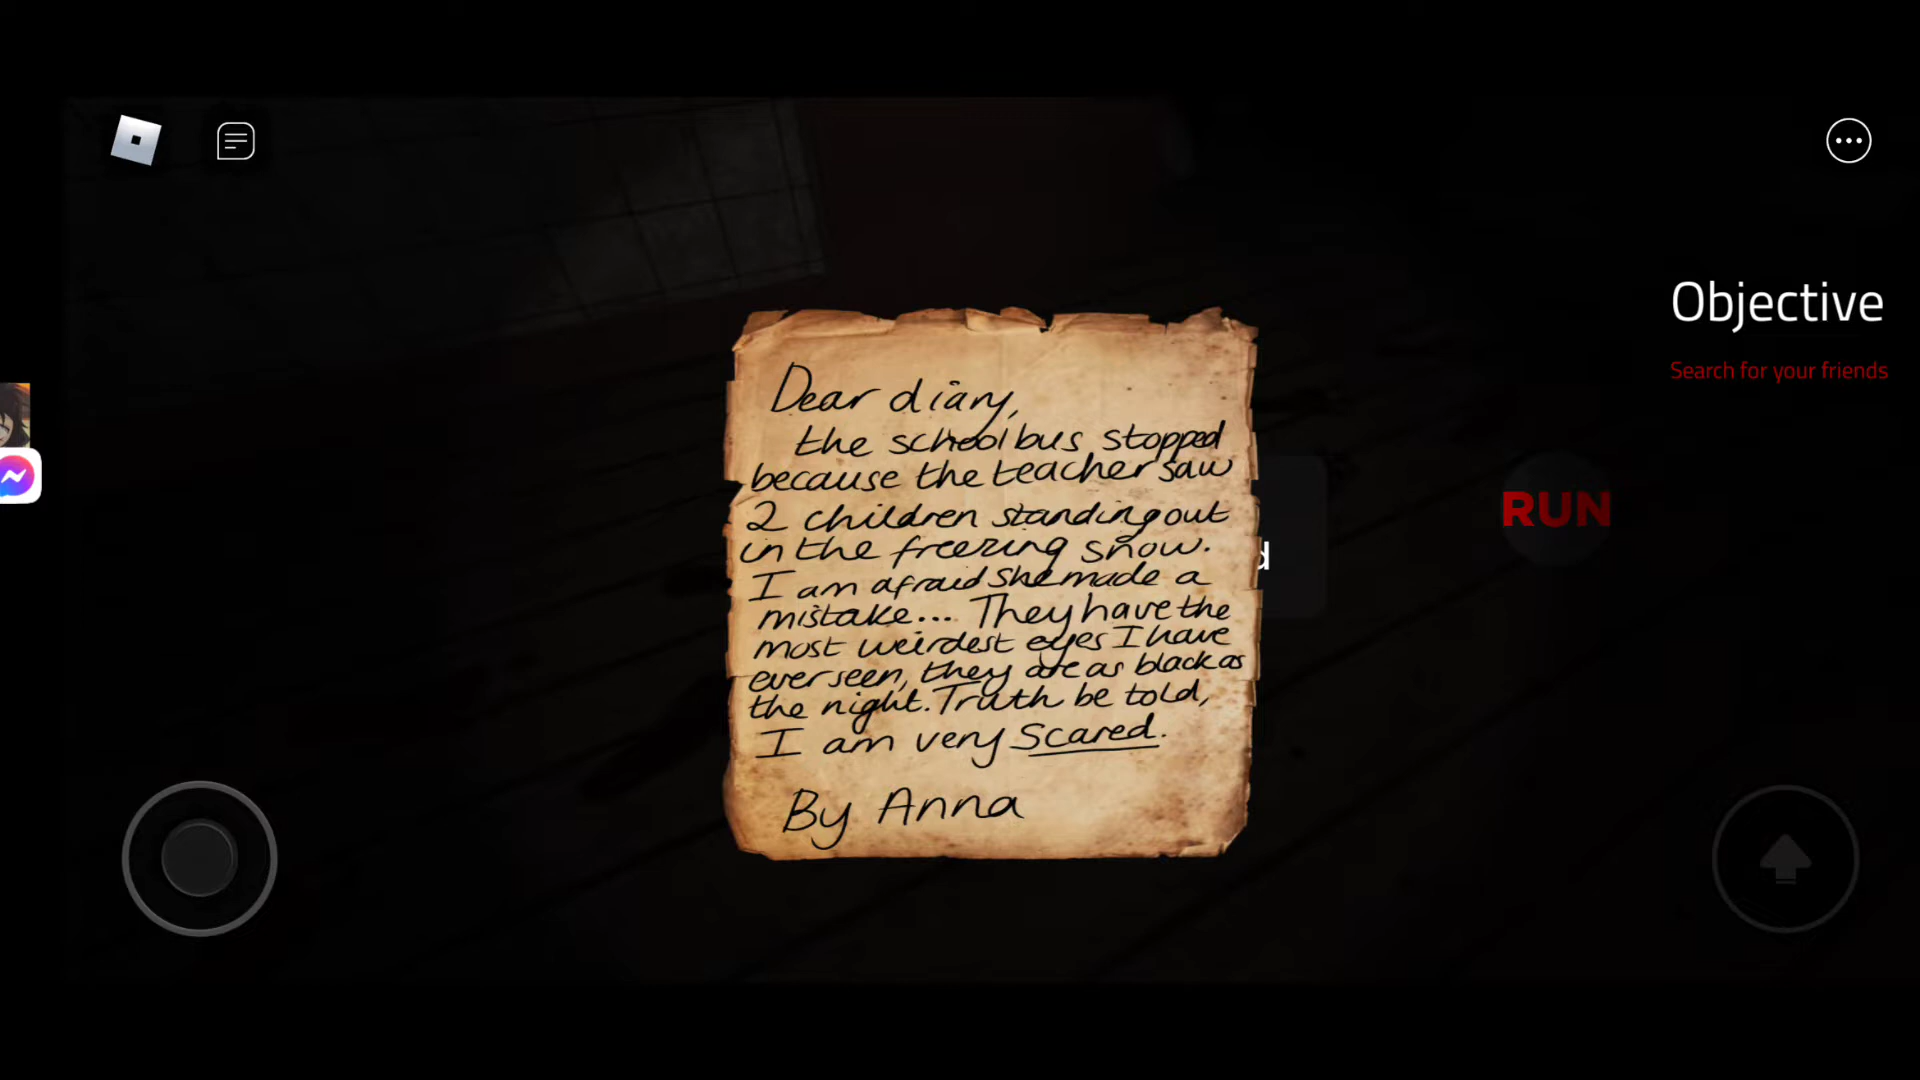 Objective
Search for your friends
Dear diary,
the school bus stopped
because the teacher saw
2 children standing out
in the freezing snow.
I am afraid she made a
mistake... They have the
most weirdest eyes I have
ever seen, they are as black as
the night. Truth be told,
I am very Scared.
By Anna
RUN